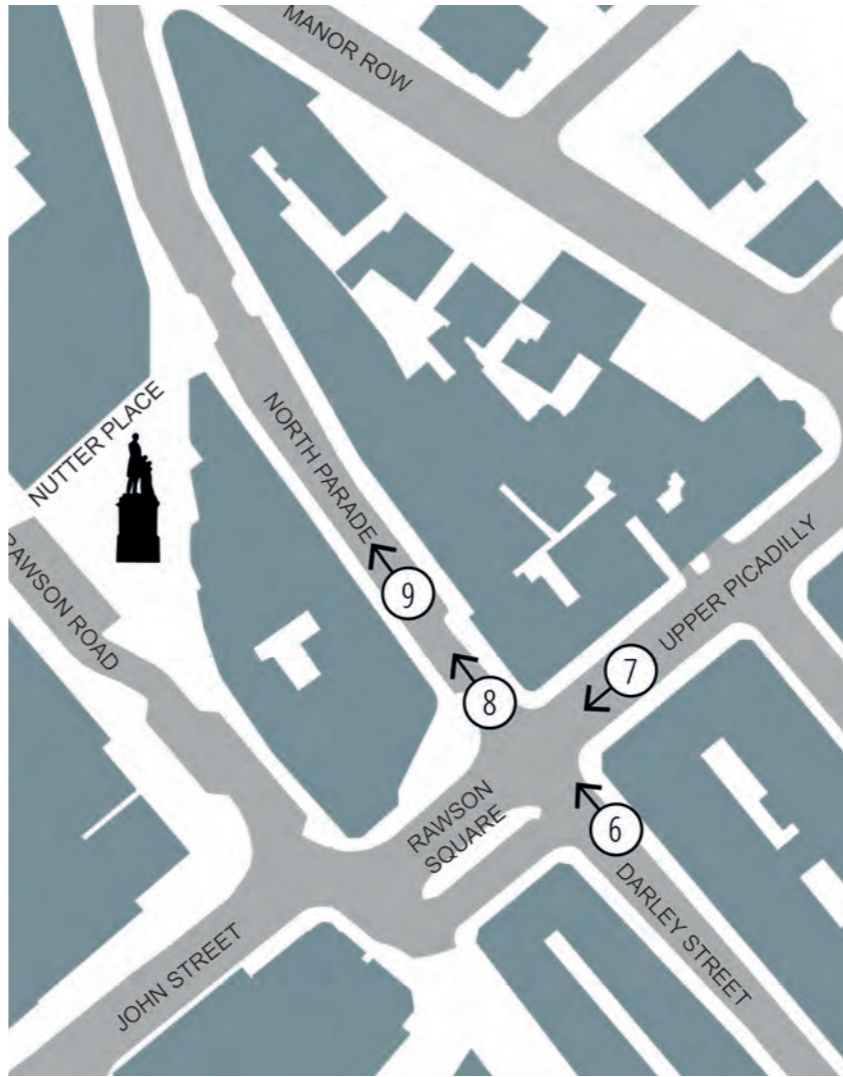 MANOR ROW
NUTTER PLACE
NORTH PARADE
RAWSON ROAD
9
8
7
UPPER PICADILLY
6
RAWSON
SQUARE
DARLEY STREET
JOHN STREET